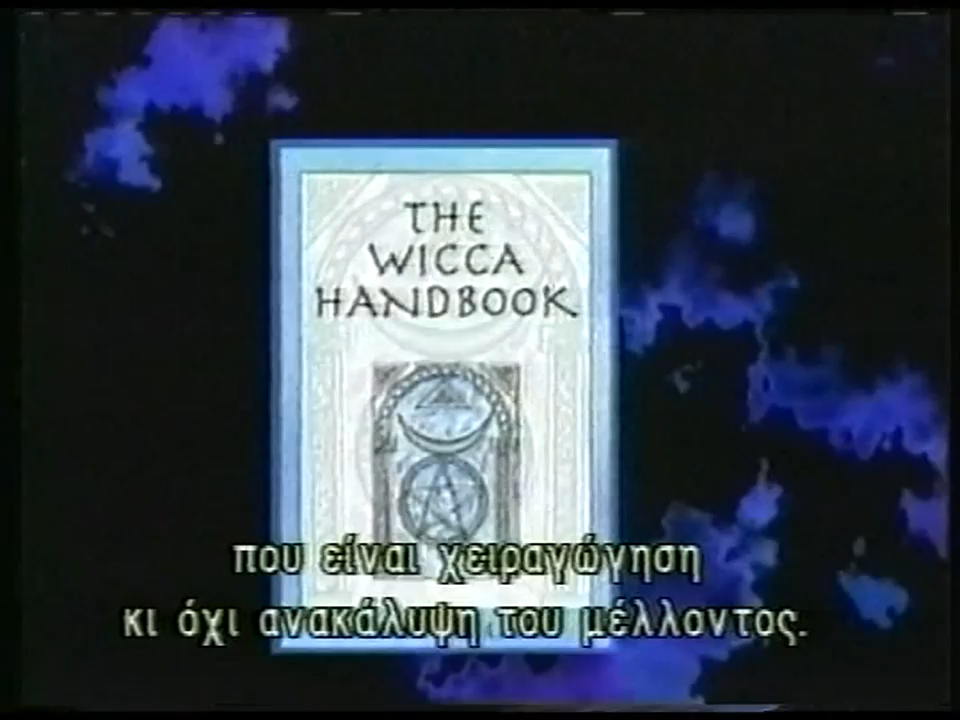 THE
WICCA
HANDBOOK
που είναι χειραγώγηση
κι όχι ανακάλυψη του μέλλοντος.